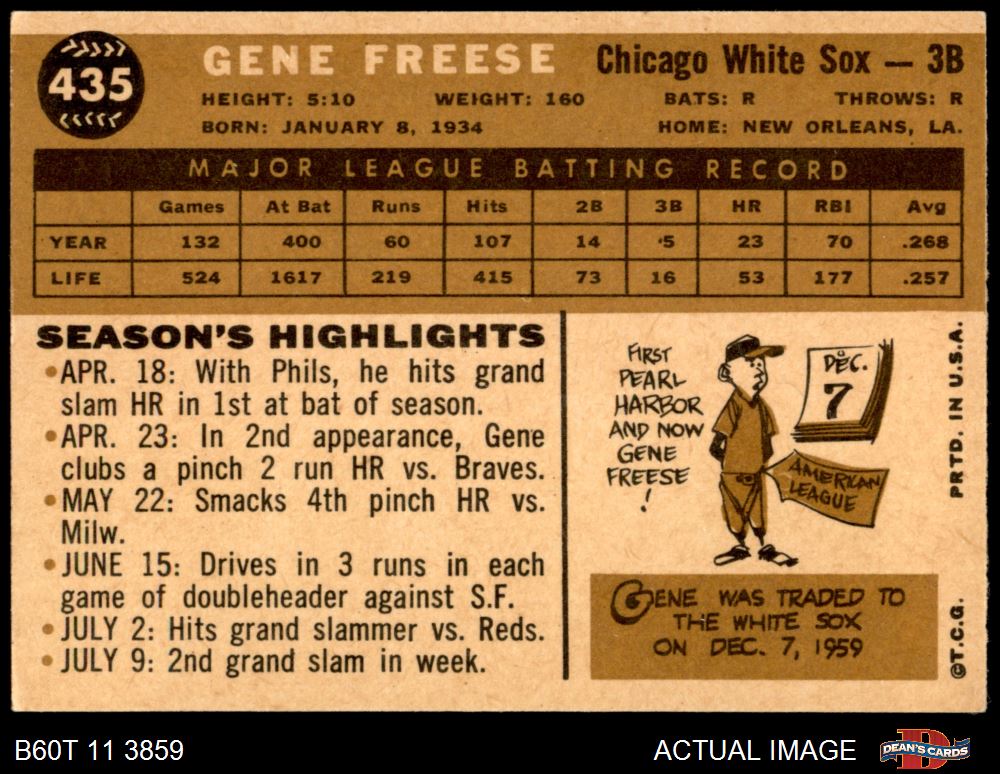 435
GENE FREESE
Chicago White Sox — 3B
HEIGHT: 5:10 WEIGHT: 160 BATS: R THROWS: R
BORN: JANUARY 8, 1934 HOME: NEW ORLEANS, LA.
MAJOR LEAGUE BATTING RECORD
Games At Bat Runs Hits 2B 3B HR RBI Avg
YEAR 132 400 60 107 14 5 23 70 .268
LIFE 524 1617 219 415 73 16 53 177 .257
SEASON'S HIGHLIGHTS
•APR. 18: With Phils, he hits grand
slam HR in 1st at bat of season.
•APR. 23: In 2nd appearance, Gene
clubs a pinch 2 run HR vs. Braves.
•MAY 22: Smacks 4th pinch HR vs.
Milw.
•JUNE 15: Drives in 3 runs in each
game of doubleheader against S.F.
•JULY 2: Hits grand slammer vs. Reds.
•JULY 9: 2nd grand slam in week.
FIRST
PEARL
HARBOR
AND NOW
GENE
FREESE
!
DEC.
7
AMERICAN
LEAGUE
GENE WAS TRADED TO
THE WHITE SOX
ON DEC. 7, 1959
©T.C.G. PRTD. IN U.S.A.
B60T 11 3859
ACTUAL IMAGE
DEAN'S CARDS